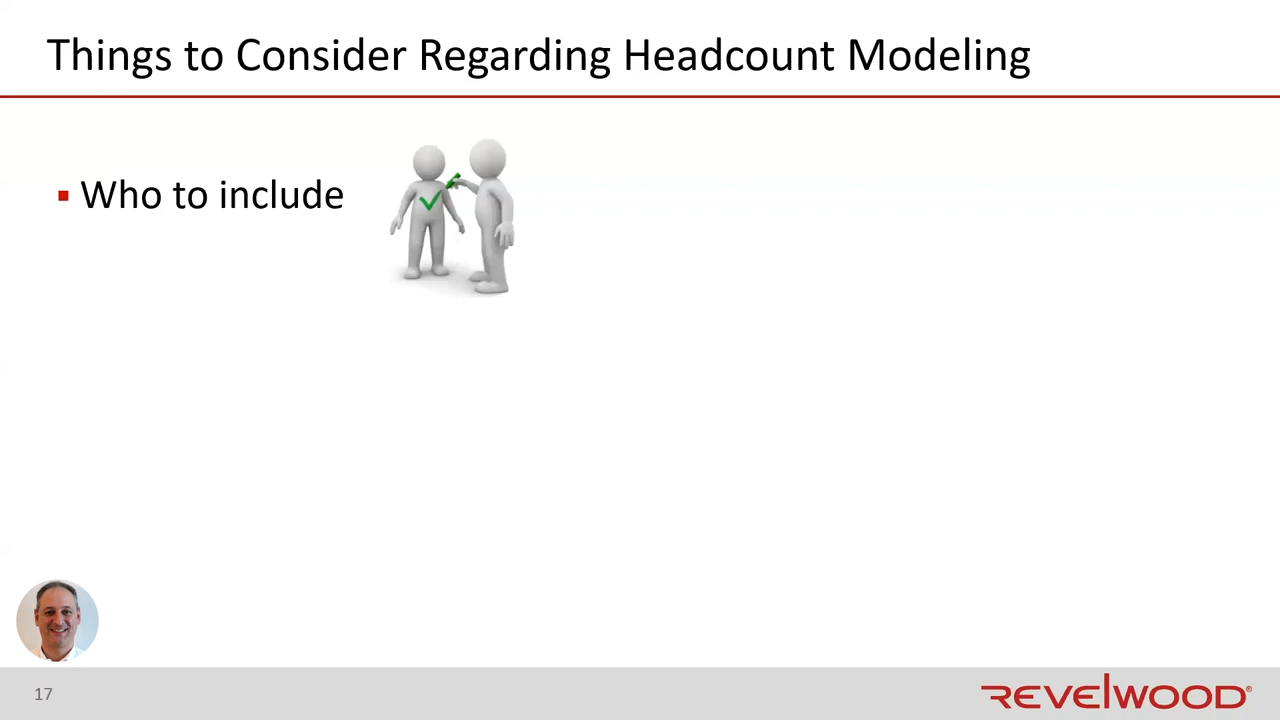 Things to Consider Regarding Headcount Modeling
▪ Who to include
17
REVELWOOD®